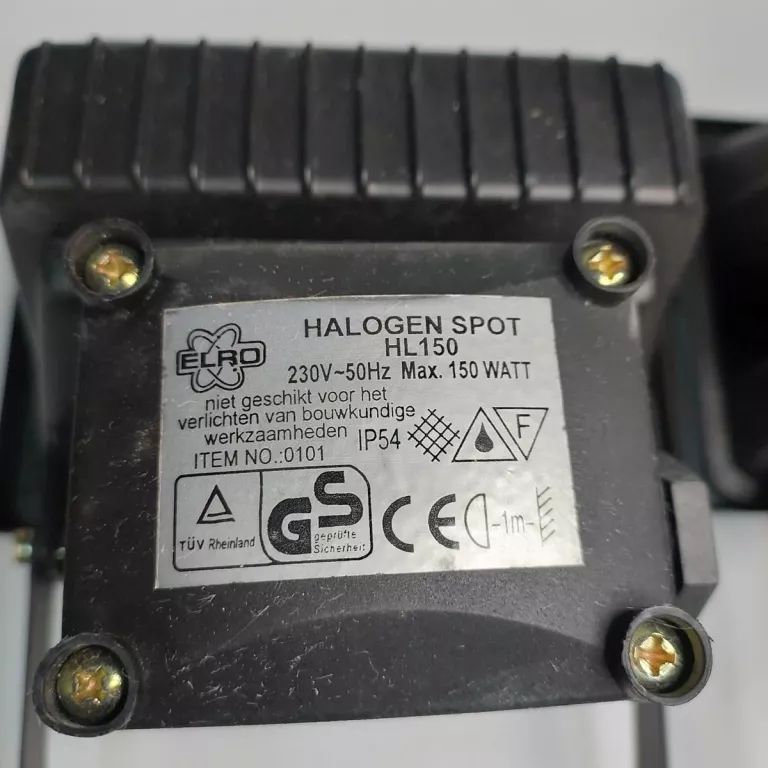 ELRO
HALOGEN SPOT
HL150
230V~50Hz Max. 150 WATT
niet geschikt voor het
verlichten van bouwkundige
werkzaamheden
IP54
F
ITEM NO.:0101
TÜV Rheinland
GS
geprüfte
Sicherheit
CE
-1m-